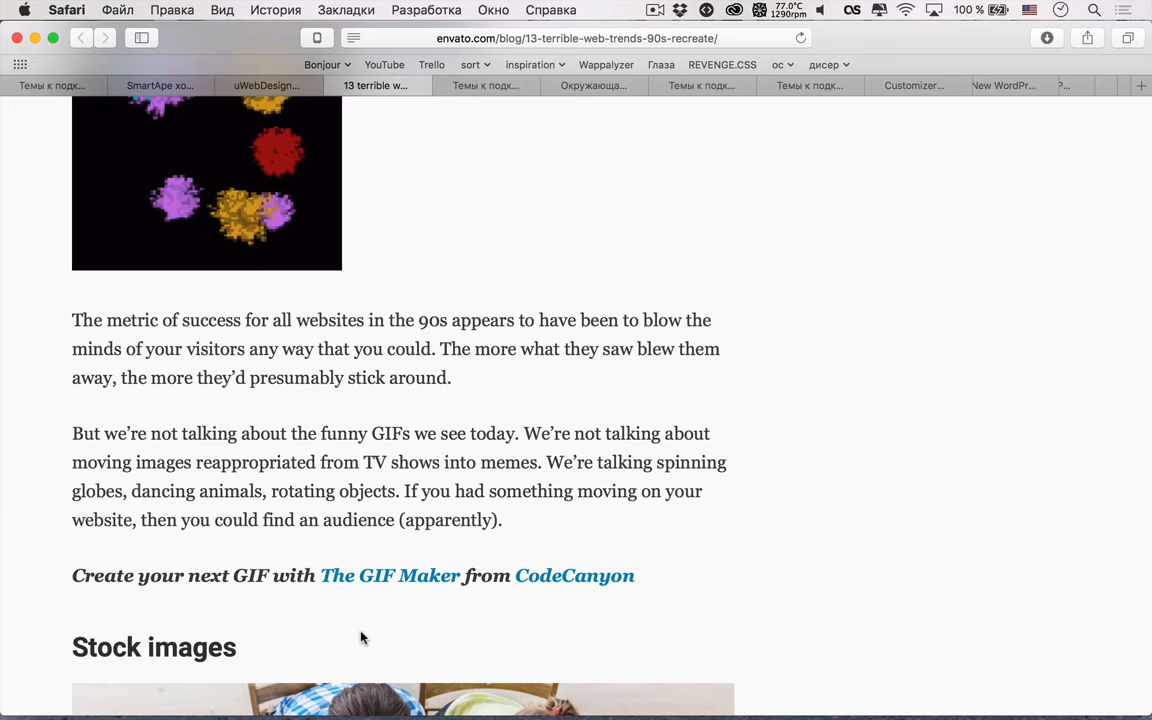 Safari Файл Правка Вид История Закладки Разработка Окно Справка 77.0°C 1290rpm 100 %
envato.com/blog/13-terrible-web-trends-90s-recreate/
Bonjour YouTube Trello sort inspiration Wappalyzer Глаза REVENGE.CSS ос дисер
Темы к подк... SmartApe хо... uWebDesign... 13 terrible w... Темы к подк... Окружающа... Темы к подк... Темы к подк... Customizer... New WordPr...
The metric of success for all websites in the 90s appears to have been to blow the
minds of your visitors any way that you could. The more what they saw blew them
away, the more they’d presumably stick around.
But we’re not talking about the funny GIFs we see today. We’re not talking about
moving images reappropriated from TV shows into memes. We’re talking spinning
globes, dancing animals, rotating objects. If you had something moving on your
website, then you could find an audience (apparently).
Create your next GIF with The GIF Maker from CodeCanyon
Stock images